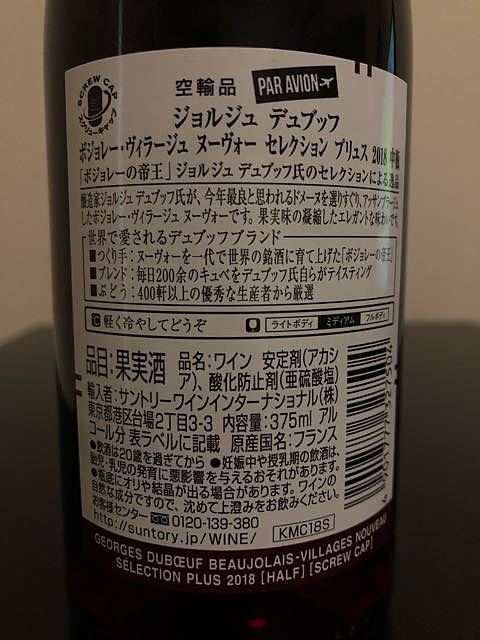 SCREW CAP
スクリューキャップ
空輸品 PAR AVION
ジョルジュ デュブッフ
ボジョレー・ヴィラージュ ヌーヴォー セレクション プリュス 2018 中瓶
「ボジョレーの帝王」ジョルジュ デュブッフ氏のセレクションによる逸品
醸造家ジョルジュ デュブッフ氏が、今年最良と思われるドメーヌを選りすぐり、アッサンブラージュ
したボジョレー・ヴィラージュ ヌーヴォーです。果実味の凝縮したエレガントな味わいです。
世界で愛されるデュブッフブランド
■つくり手：ヌーヴォーを一代で世界の銘酒に育て上げた「ボジョレーの帝王」
■ブレンド：毎日200余のキュベをデュブッフ氏自らがテイスティング
■ぶどう：400軒以上の優秀な生産者から厳選
℃ 軽く冷やしてどうぞ ライトボディ ミディアム フルボディ
品目：果実酒 品名：ワイン 安定剤(アカシ
ア)、酸化防止剤(亜硫酸塩)
輸入者：サントリーワインインターナショナル(株)
東京都港区台場2丁目3-3 内容量：375ml アル
コール分 表ラベルに記載 原産国名：フランス
●飲酒は20歳を過ぎてから ●妊娠中や授乳期の飲酒は、
胎児・乳児の発育に悪影響を与えるおそれがあります。
●瓶底にオリや結晶が出る場合があります。ワインの
自然な成分ですので、沈めて上澄みをお飲みください。
お客様センター 0120-139-380
http://suntory.jp/WINE/ KMC18S
GEORGES DUBŒUF BEAUJOLAIS-VILLAGES NOUVEAU
SÉLECTION PLUS 2018 [HALF] [SCREW CAP]